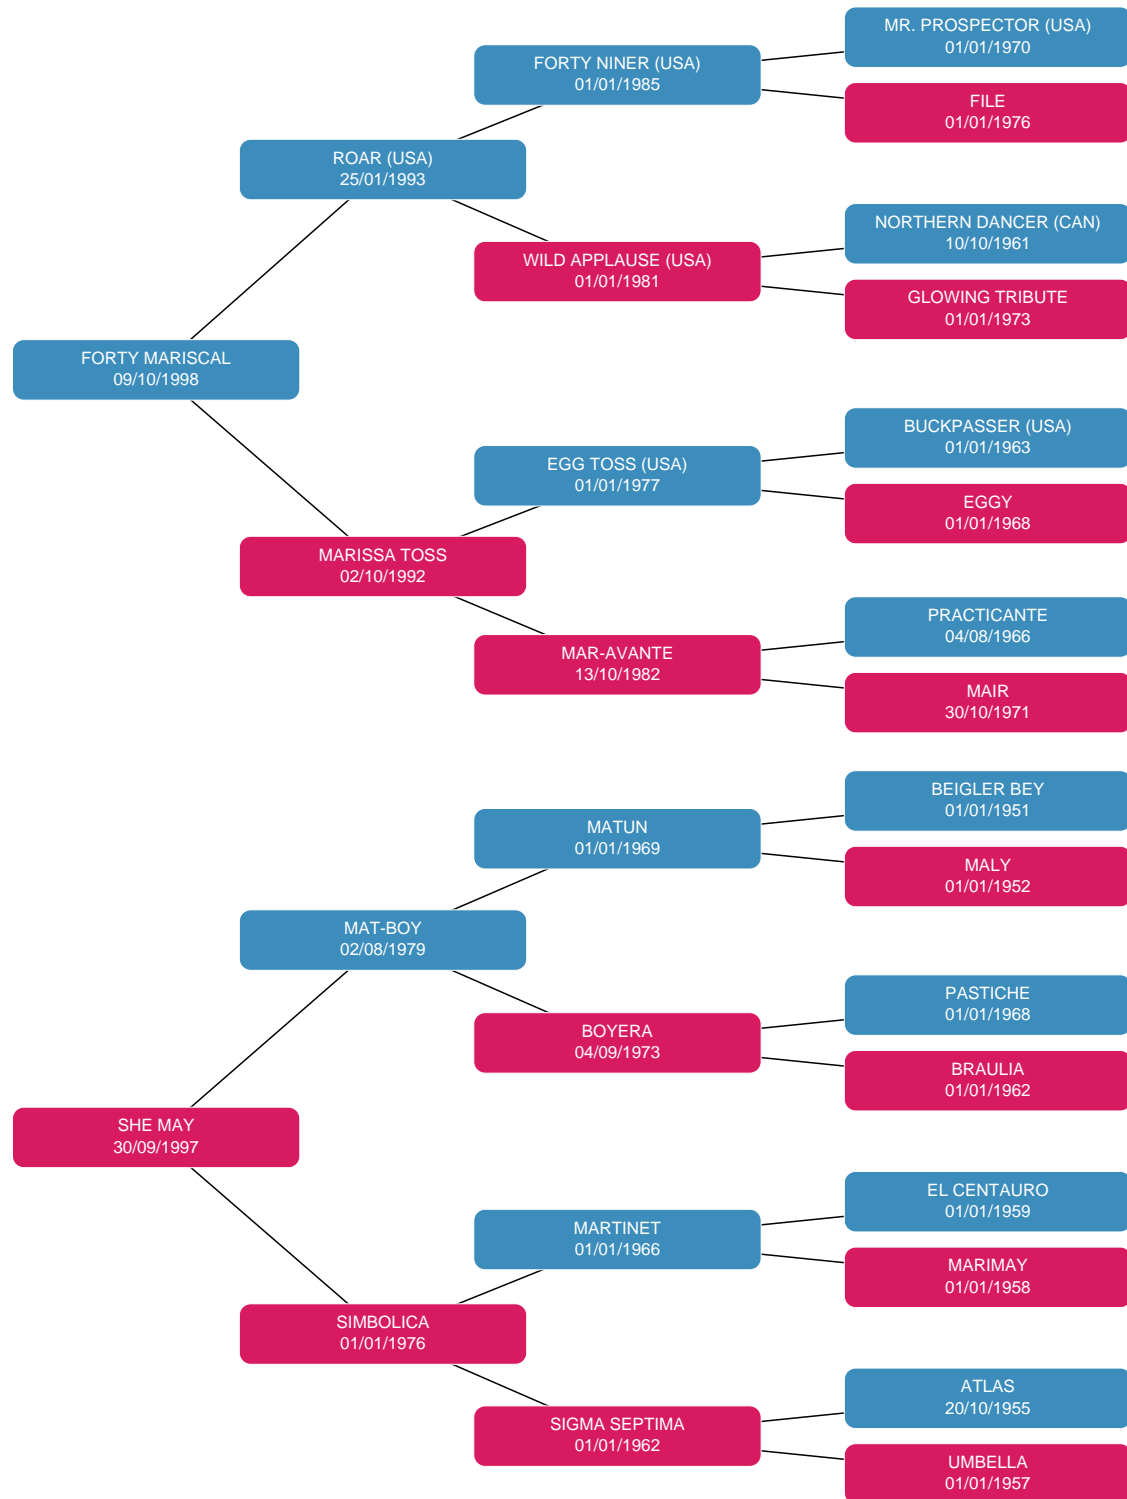 MR. PROSPECTOR (USA)
01/01/1970
FORTY NINER (USA)
01/01/1985
FILE
01/01/1976
ROAR (USA)
25/01/1993
NORTHERN DANCER (CAN)
10/10/1961
WILD APPLAUSE (USA)
01/01/1981
GLOWING TRIBUTE
01/01/1973
FORTY MARISCAL
09/10/1998
BUCKPASSER (USA)
01/01/1963
EGG TOSS (USA)
01/01/1977
EGGY
01/01/1968
MARISSA TOSS
02/10/1992
PRACTICANTE
04/08/1966
MAR-AVANTE
13/10/1982
MAIR
30/10/1971
BEIGLER BEY
01/01/1951
MATUN
01/01/1969
MALY
01/01/1952
MAT-BOY
02/08/1979
PASTICHE
01/01/1968
BOYERA
04/09/1973
BRAULIA
01/01/1962
SHE MAY
30/09/1997
EL CENTAURO
01/01/1959
MARTINET
01/01/1966
MARIMAY
01/01/1958
SIMBOLICA
01/01/1976
ATLAS
20/10/1955
SIGMA SEPTIMA
01/01/1962
UMBELLA
01/01/1957